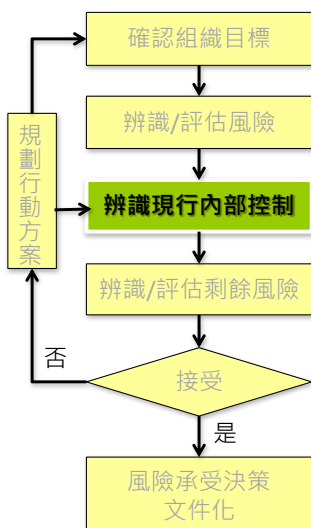 確認組織目標
辨識/評估風險
規劃行動方案
辨識現行內部控制
辨識/評估剩餘風險
否
接受
是
風險承受決策
文件化